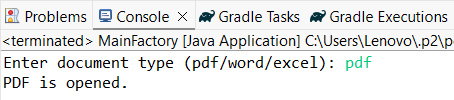 Problems Console Gradle Tasks Gradle Executions
<terminated> MainFactory [Java Application] C:\Users\Lenovo\.p2\p
Enter document type (pdf/word/excel): pdf
PDF is opened.